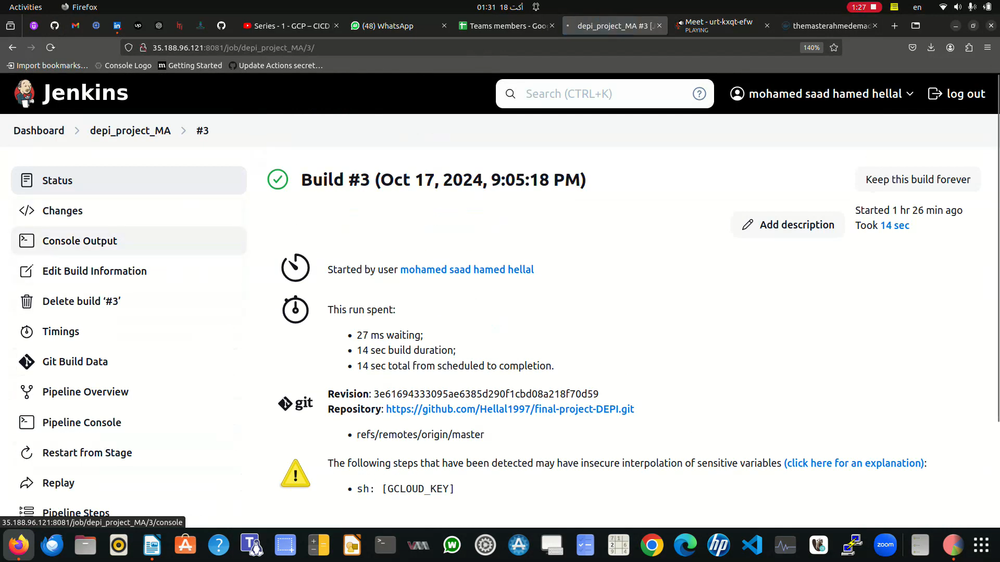 Activities
Firefox
01:31 18 أكت
1:27
en
Series - 1 - GCP – CICD
(48) WhatsApp
Teams members - Goo
depi_project_MA #3 [
Meet - urt-kxqt-efw
PLAYING
themasterahmedemad
35.188.96.121:8081/job/depi_project_MA/3/
140%
Import bookmarks…
Console Logo
Getting Started
Update Actions secret…
Jenkins
Search (CTRL+K)
mohamed saad hamed hellal
log out
Dashboard
depi_project_MA
#3
Status
Changes
Console Output
Edit Build Information
Delete build ‘#3’
Timings
Git Build Data
Pipeline Overview
Pipeline Console
Restart from Stage
Replay
Pipeline Steps
Build #3 (Oct 17, 2024, 9:05:18 PM)
Keep this build forever
Add description
Started 1 hr 26 min ago
Took 14 sec
Started by user mohamed saad hamed hellal
This run spent:
• 27 ms waiting;
• 14 sec build duration;
• 14 sec total from scheduled to completion.
git
Revision: 3e61694333095ae6385d290f1cbd08a218f70d59
Repository: https://github.com/Hellal1997/final-project-DEPI.git
• refs/remotes/origin/master
The following steps that have been detected may have insecure interpolation of sensitive variables (click here for an explanation):
• sh: [GCLOUD_KEY]
35.188.96.121:8081/job/depi_project_MA/3/console
zoom